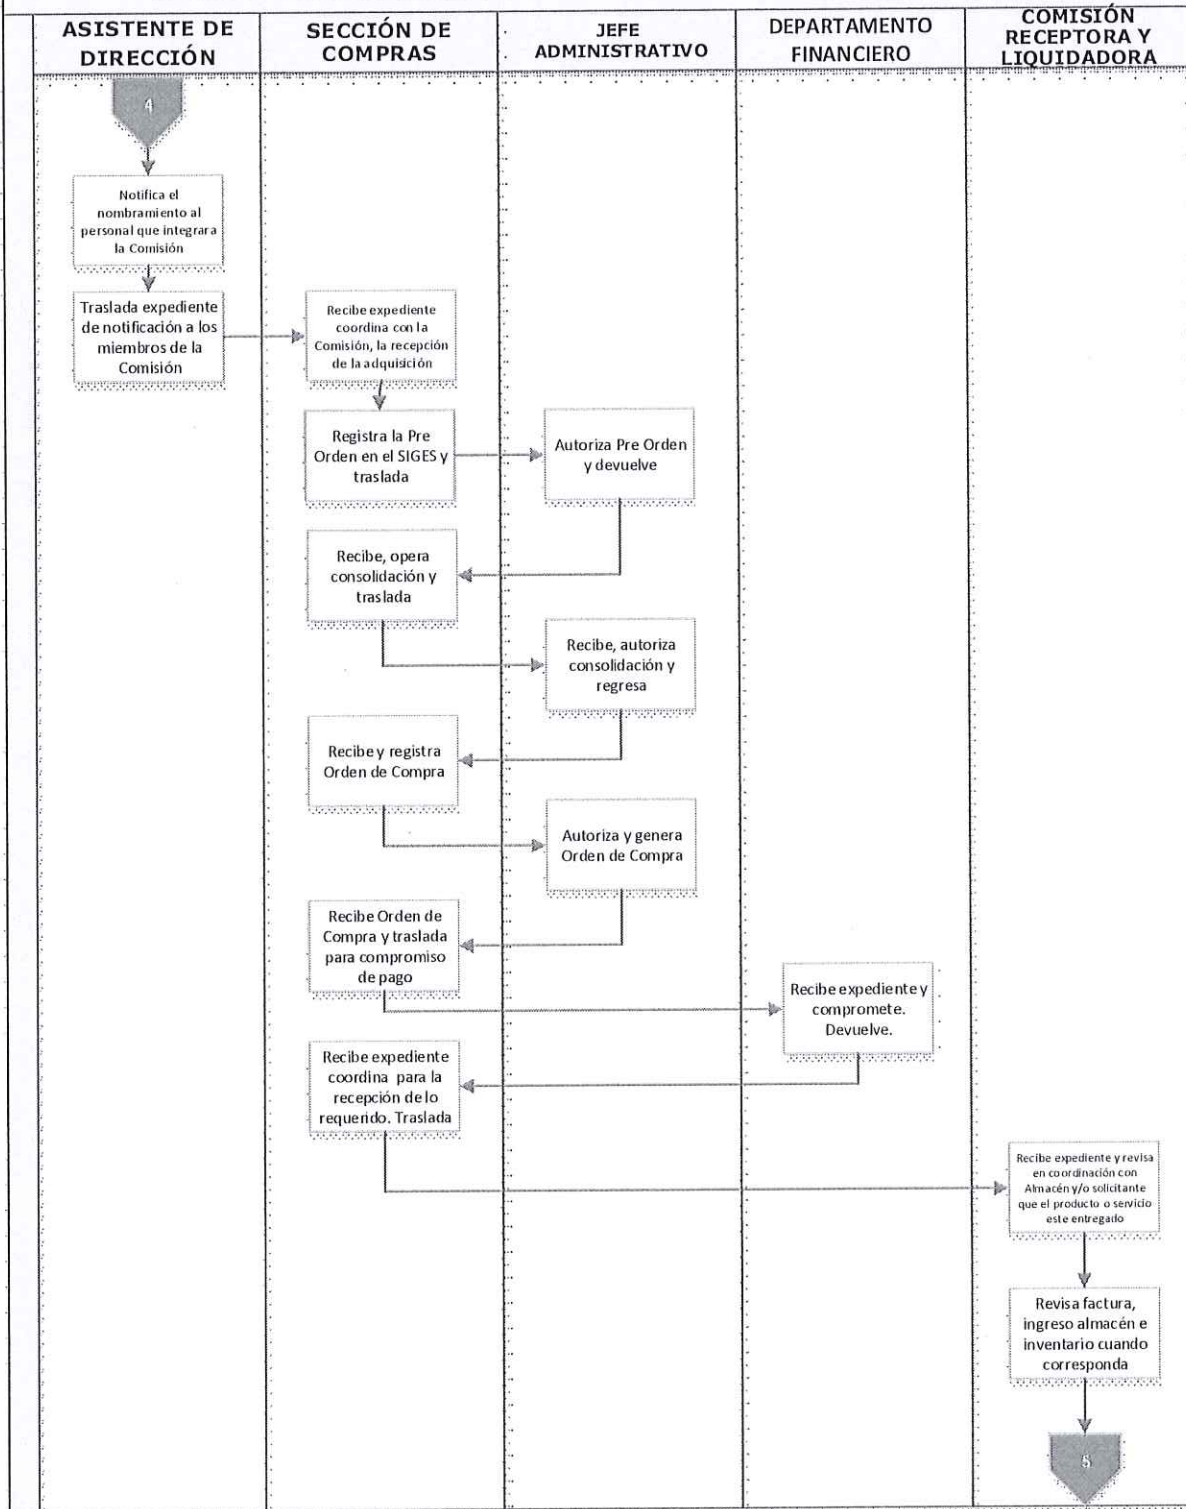 ASISTENTE DE
DIRECCIÓN
SECCIÓN DE
COMPRAS
JEFE
ADMINISTRATIVO
DEPARTAMENTO
FINANCIERO
COMISIÓN
RECEPTORA Y
LIQUIDADORA
4
Notifica el
nombramiento al
personal que integrara
la Comisión
Traslada expediente
de notificación a los
miembros de la
Comisión
Recibe expediente
coordina con la
Comisión, la recepción
de la adquisición
Registra la Pre
Orden en el SIGES y
traslada
Autoriza Pre Orden
y devuelve
Recibe, opera
consolidación y
traslada
Recibe, autoriza
consolidación y
regresa
Recibe y registra
Orden de Compra
Autoriza y genera
Orden de Compra
Recibe Orden de
Compra y traslada
para compromiso
de pago
Recibe expediente y
compromete.
Devuelve.
Recibe expediente
coordina para la
recepción de lo
requerido. Traslada
Recibe expediente y revisa
en coordinación con
Almacén y/o solicitante
que el producto o servicio
este entregado
Revisa factura,
ingreso almacén e
inventario cuando
corresponda
5